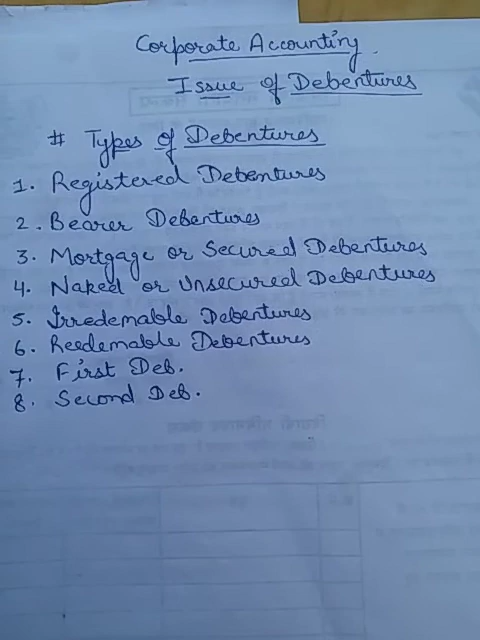 Corporate Accounting.
Issue of Debentures
# Types of Debentures
1. Registered Debentures
2. Bearer Debentures
3. Mortgage or Secured Debentures
4. Naked or Unsecured Debentures
5. Irredemable Debentures
6. Reedemable Debentures
7. First Deb.
8. Second Deb.